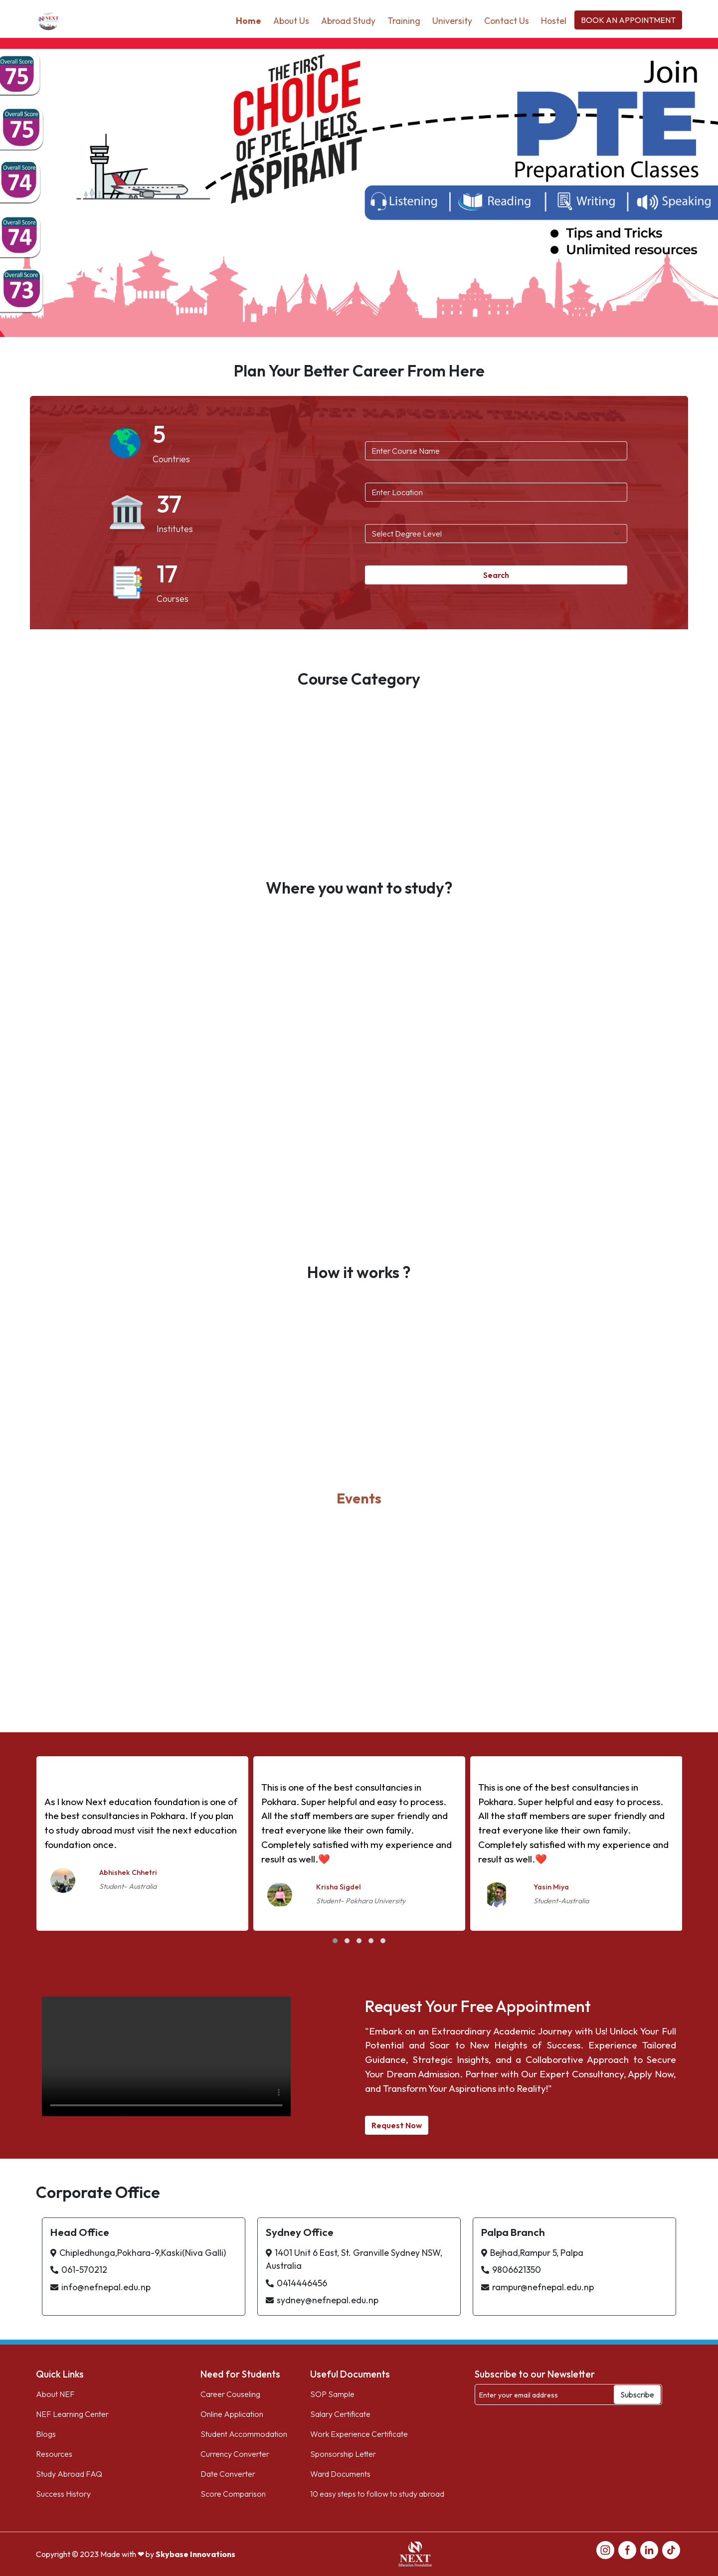 NEXT
Home
About Us
Abroad Study
Training
University
Contact Us
Hostel
BOOK AN APPOINTMENT
Overall Score
75
Overall Score
75
Overall Score
74
Overall Score
74
Overall Score
73
THE FIRST
CHOICE
OF PTE | IELTS
ASPIRANT
Join
PTE
Preparation Classes
Listening
Reading
Writing
Speaking
Tips and Tricks
Unlimited resources
Plan Your Better Career From Here
5
Countries
37
Institutes
17
Courses
Enter Course Name
Enter Location
Select Degree Level
Search
Course Category
Where you want to study?
How it works ?
Events
As I know Next education foundation is one of
the best consultancies in Pokhara. If you plan
to study abroad must visit the next education
foundation once.
Abhishek Chhetri
Student- Australia
This is one of the best consultancies in
Pokhara. Super helpful and easy to process.
All the staff members are super friendly and
treat everyone like their own family.
Completely satisfied with my experience and
result as well.❤️
Krisha Sigdel
Student- Pokhara University
This is one of the best consultancies in
Pokhara. Super helpful and easy to process.
All the staff members are super friendly and
treat everyone like their own family.
Completely satisfied with my experience and
result as well.❤️
Yasin Miya
Student-Australia
Request Your Free Appointment
"Embark on an Extraordinary Academic Journey with Us! Unlock Your Full
Potential and Soar to New Heights of Success. Experience Tailored
Guidance, Strategic Insights, and a Collaborative Approach to Secure
Your Dream Admission. Partner with Our Expert Consultancy, Apply Now,
and Transform Your Aspirations into Reality!"
Request Now
Corporate Office
Head Office
Chipledhunga,Pokhara-9,Kaski(Niva Galli)
061-570212
info@nefnepal.edu.np
Sydney Office
1401 Unit 6 East, St. Granville Sydney NSW,
Australia
0414446456
sydney@nefnepal.edu.np
Palpa Branch
Bejhad,Rampur 5, Palpa
9806621350
rampur@nefnepal.edu.np
Quick Links
About NEF
NEF Learning Center
Blogs
Resources
Study Abroad FAQ
Success History
Need for Students
Career Couseling
Online Application
Student Accommodation
Currency Converter
Date Converter
Score Comparison
Useful Documents
SOP Sample
Salary Certificate
Work Experience Certificate
Sponsorship Letter
Ward Documents
10 easy steps to follow to study abroad
Subscribe to our Newsletter
Enter your email address
Subscribe
Copyright © 2023 Made with ❤ by Skybase Innovations
NEXT
Education Foundation